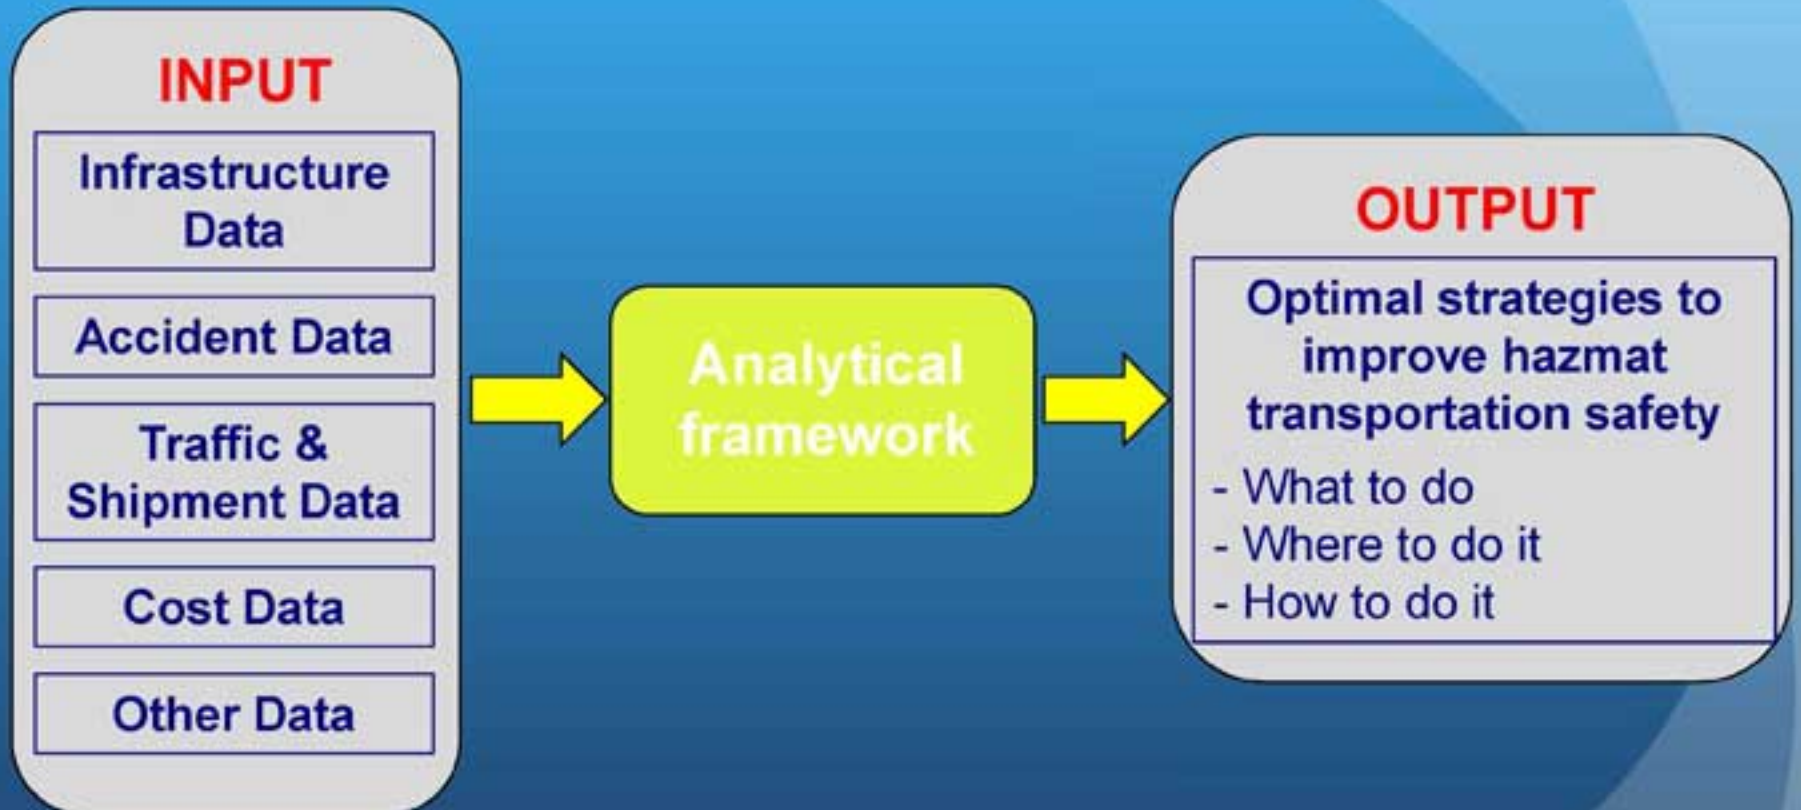 INPUT
Infrastructure
Data
Accident Data
Traffic &
Shipment Data
Cost Data
Other Data
Analytical
framework
OUTPUT
Optimal strategies to
improve hazmat
transportation safety
- What to do
- Where to do it
- How to do it